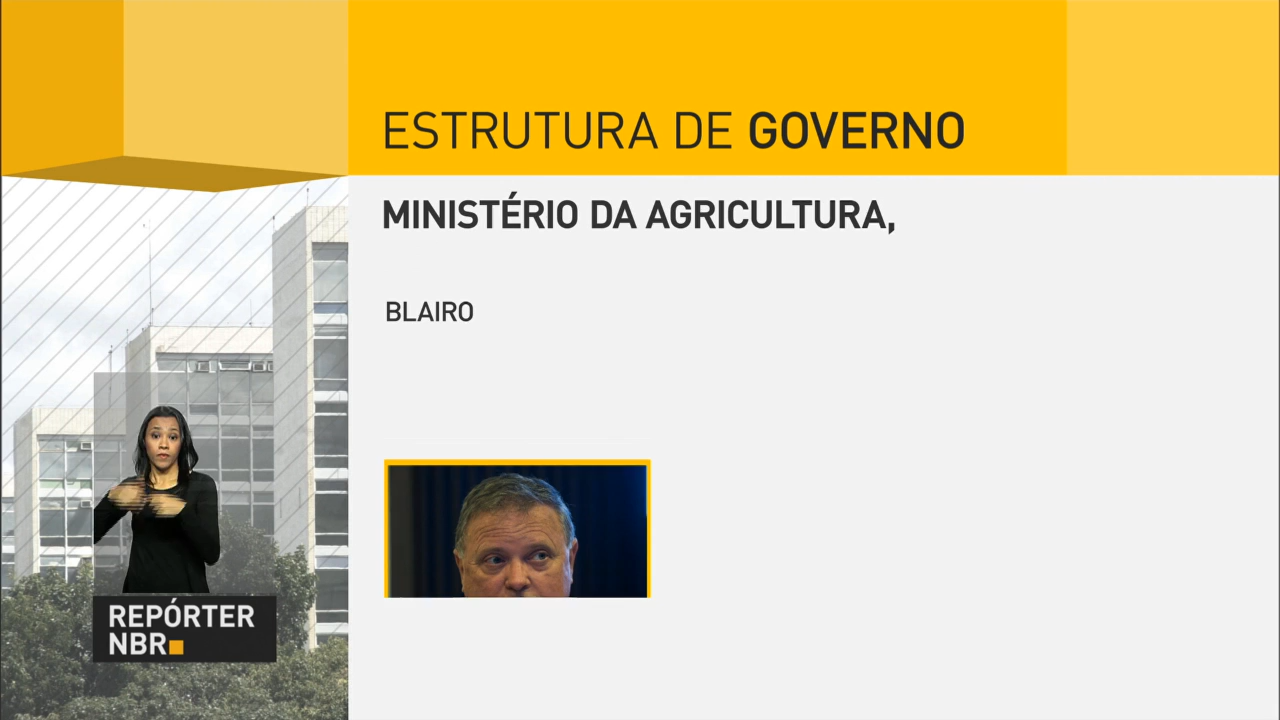 ESTRUTURA DE GOVERNO
MINISTÉRIO DA AGRICULTURA,
BLAIRO
REPÓRTER
NBR